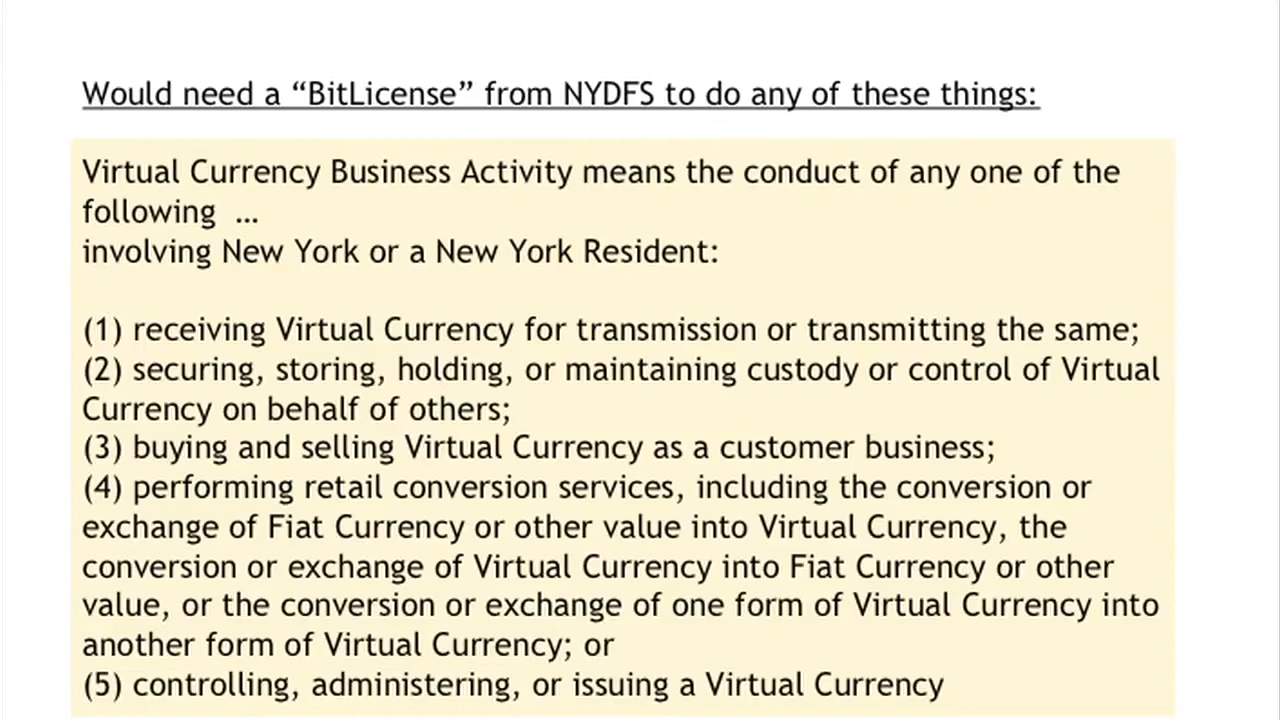 Would need a “BitLicense” from NYDFS to do any of these things:
Virtual Currency Business Activity means the conduct of any one of the
following  …
involving New York or a New York Resident:
(1) receiving Virtual Currency for transmission or transmitting the same;
(2) securing, storing, holding, or maintaining custody or control of Virtual
Currency on behalf of others;
(3) buying and selling Virtual Currency as a customer business;
(4) performing retail conversion services, including the conversion or
exchange of Fiat Currency or other value into Virtual Currency, the
conversion or exchange of Virtual Currency into Fiat Currency or other
value, or the conversion or exchange of one form of Virtual Currency into
another form of Virtual Currency; or
(5) controlling, administering, or issuing a Virtual Currency